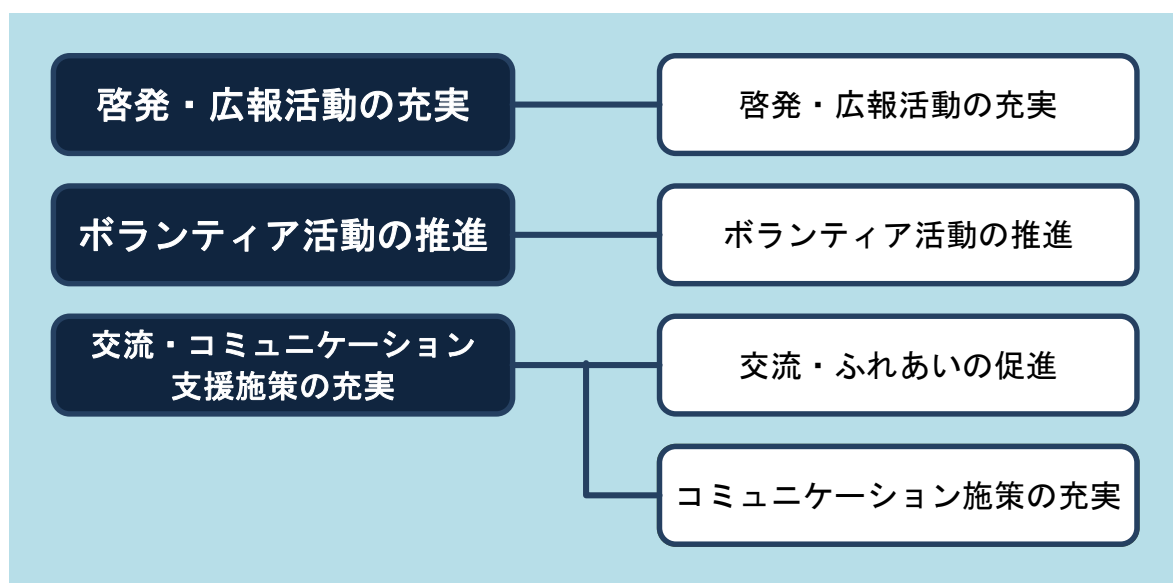 啓発・広報活動の充実
啓発・広報活動の充実
ボランティア活動の推進
ボランティア活動の推進
交流・コミュニケーション
支援施策の充実
交流・ふれあいの促進
コミュニケーション施策の充実